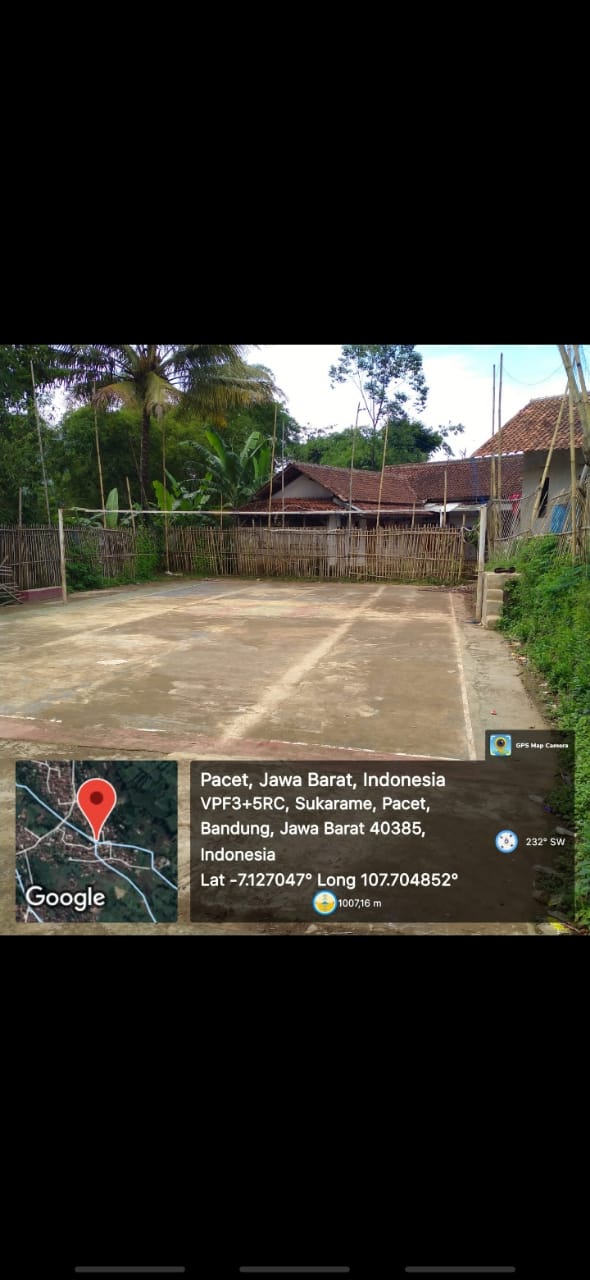 GPS Map Camera
Pacet, Jawa Barat, Indonesia
VPF3+5RC, Sukarame, Pacet,
Bandung, Jawa Barat 40385,
Indonesia
Lat -7.127047° Long 107.704852°
232° SW
1007,16 m
Google